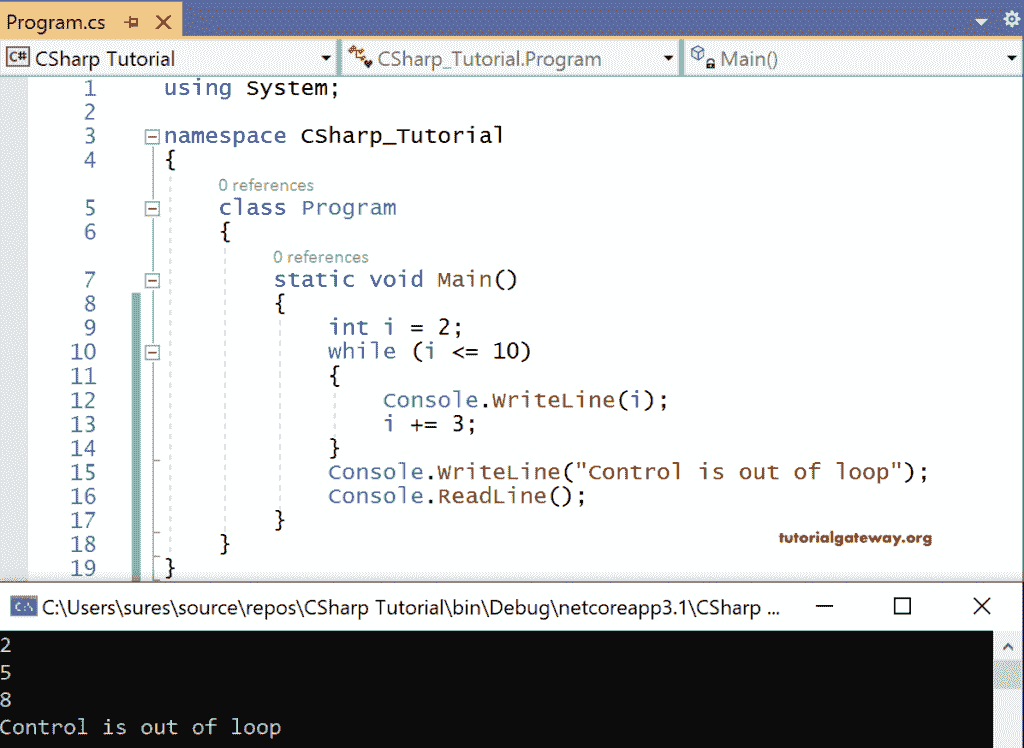 Program.cs
C# CSharp Tutorial CSharp_Tutorial.Program Main()
1 using System;
2
3 namespace CSharp_Tutorial
4 {
0 references
5 class Program
6 {
0 references
7 static void Main()
8 {
9 int i = 2;
10 while (i <= 10)
11 {
12 Console.WriteLine(i);
13 i += 3;
14 }
15 Console.WriteLine("Control is out of loop");
16 Console.ReadLine();
17 }
18 }
19 }
tutorialgateway.org
C:\ C:\Users\sures\source\repos\CSharp Tutorial\bin\Debug\netcoreapp3.1\CSharp ...
2
5
8
Control is out of loop